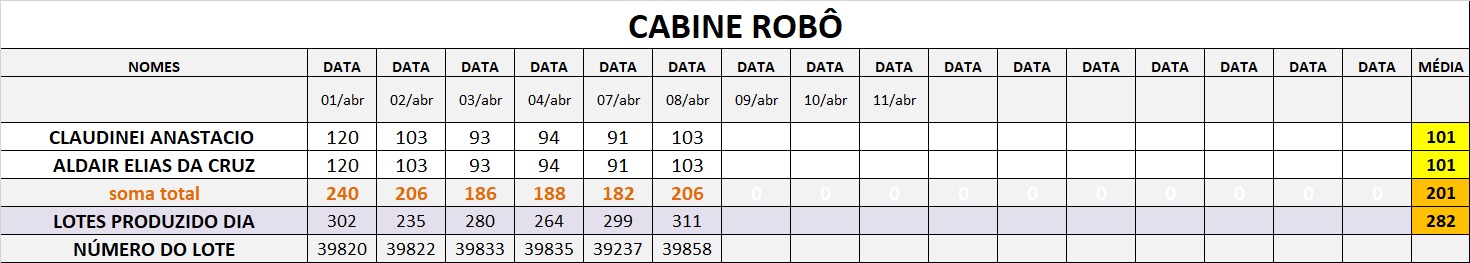 CABINE ROBÔ
NOMES DATA DATA DATA DATA DATA DATA DATA DATA DATA DATA DATA DATA DATA DATA DATA DATA MÉDIA
01/abr 02/abr 03/abr 04/abr 07/abr 08/abr 09/abr 10/abr 11/abr
CLAUDINEI ANASTACIO 120 103 93 94 91 103 101
ALDAIR ELIAS DA CRUZ 120 103 93 94 91 103 101
soma total 240 206 186 188 182 206 0 0 0 0 0 0 0 0 0 0 201
LOTES PRODUZIDO DIA 302 235 280 264 299 311 282
NÚMERO DO LOTE 39820 39822 39833 39835 39237 39858